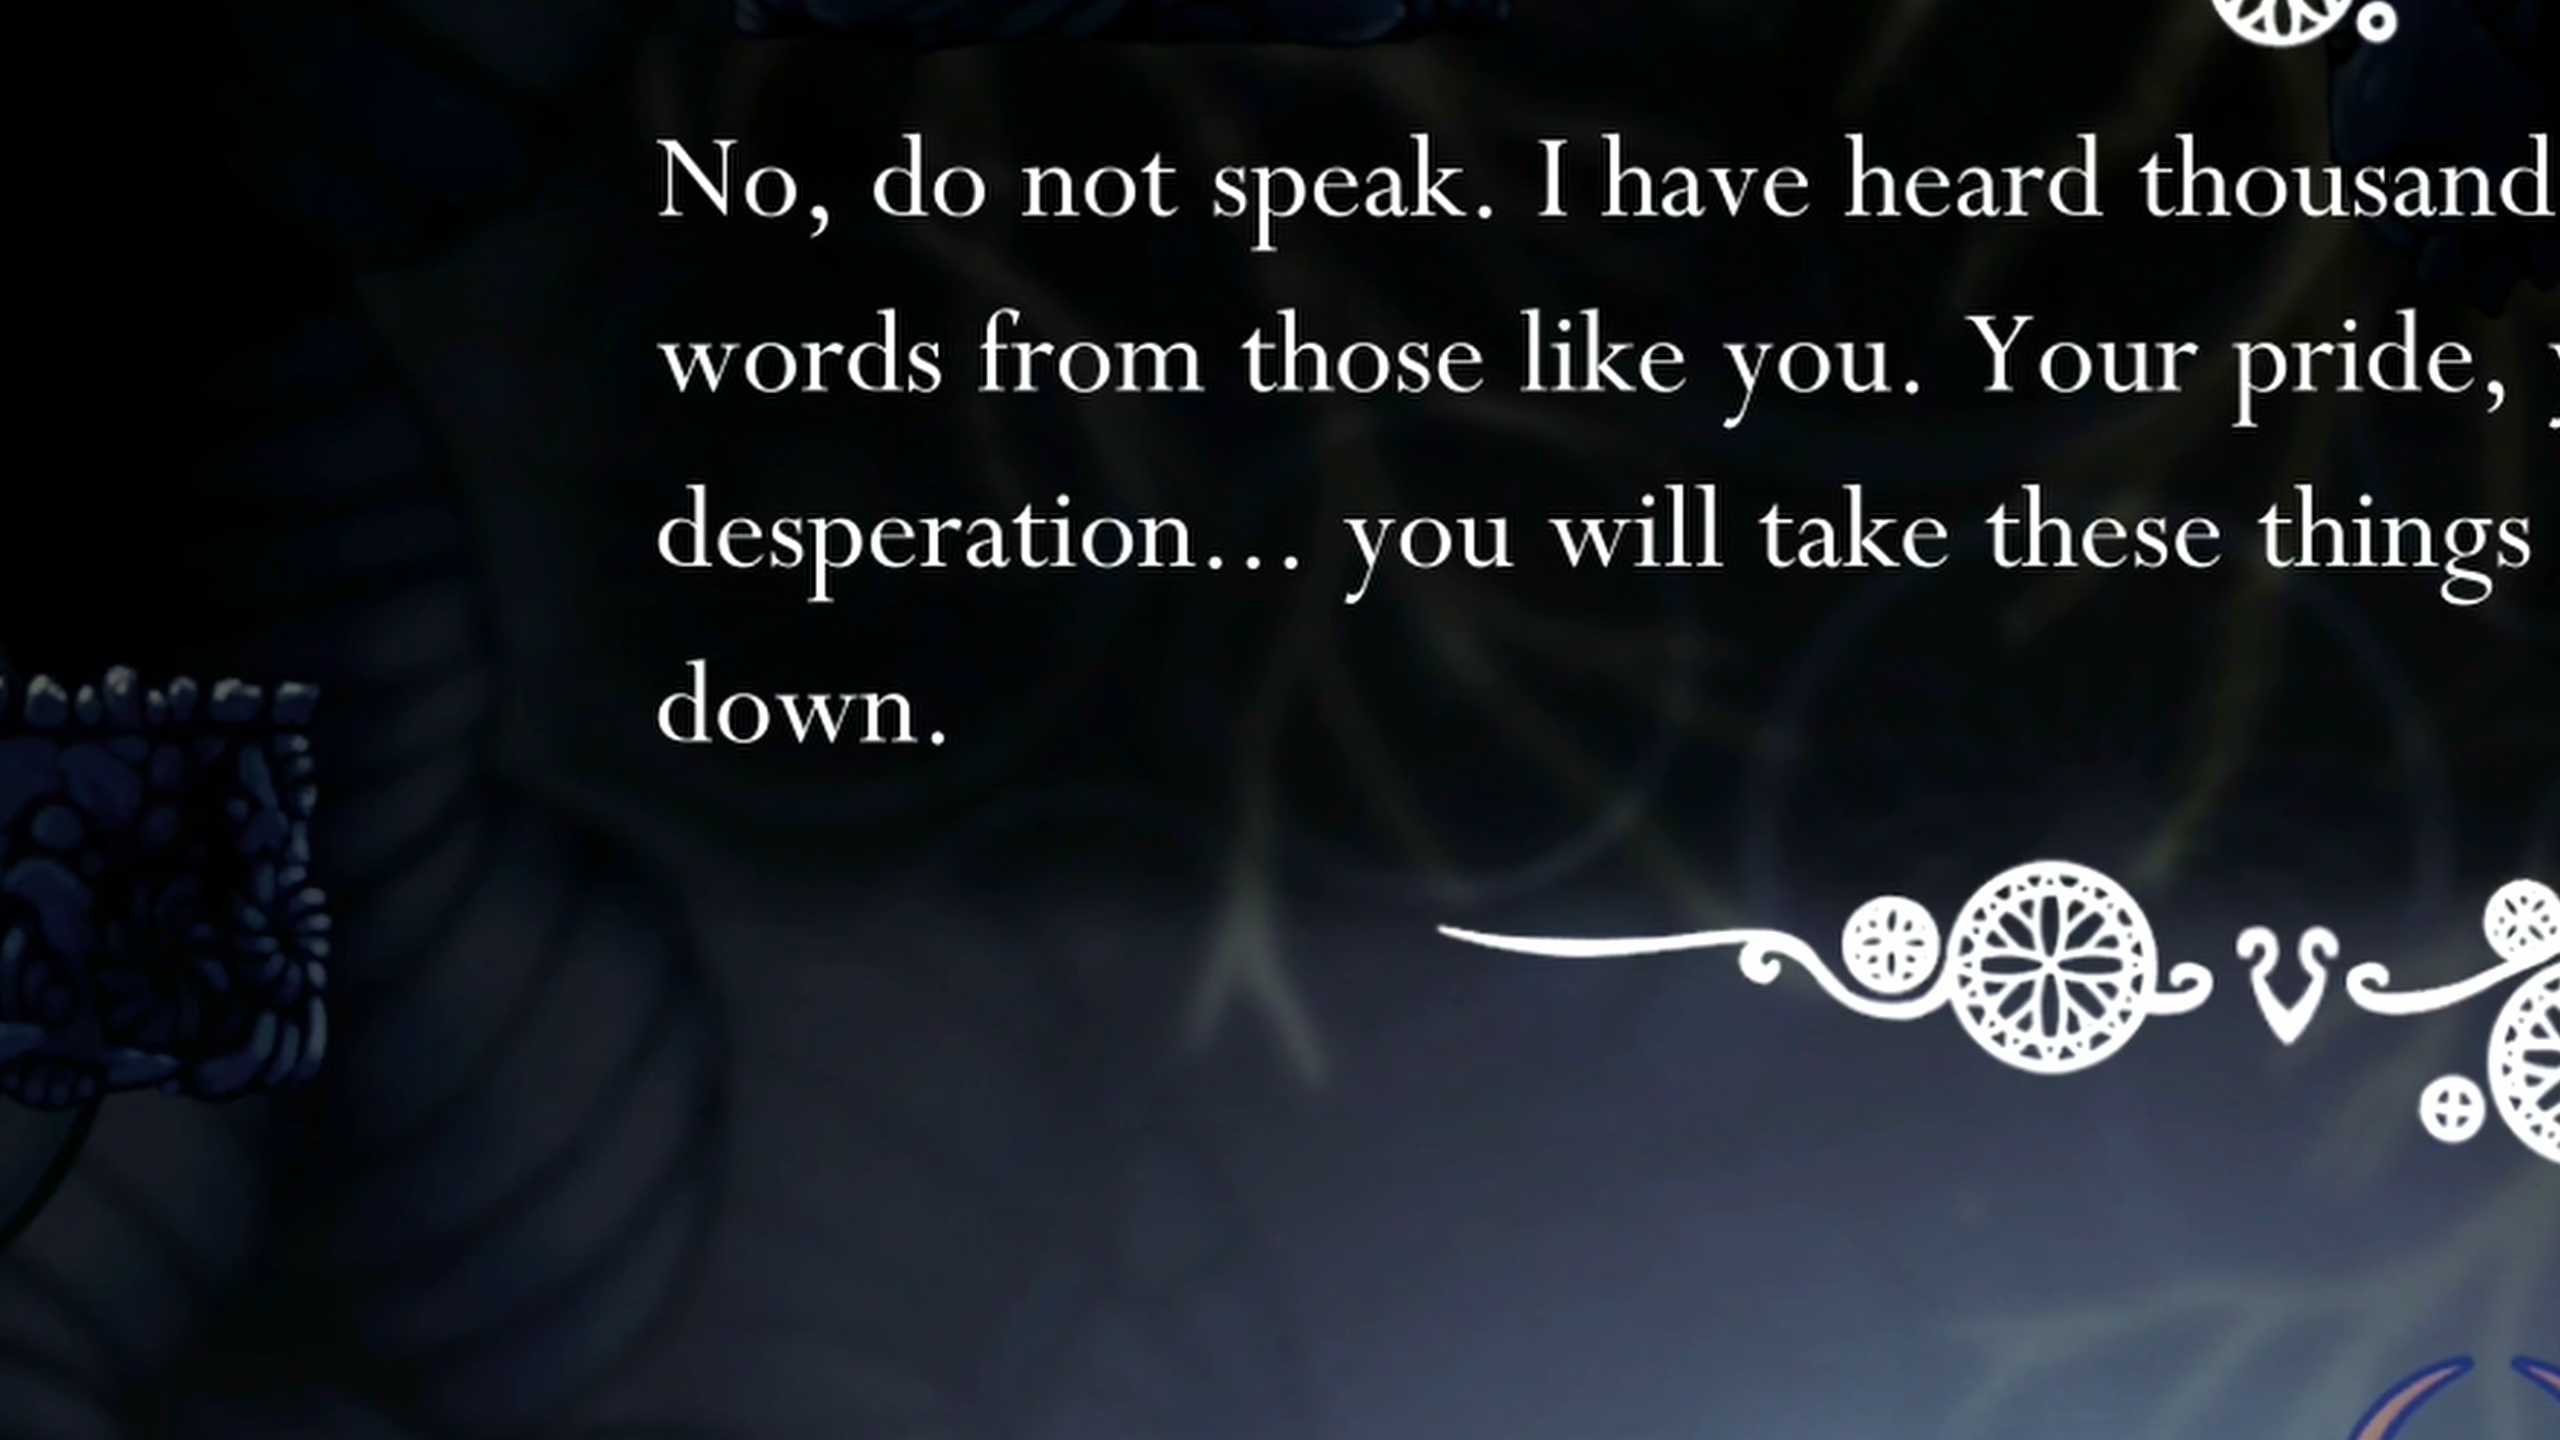 No, do not speak. I have heard thousand
words from those like you. Your pride,
desperation... you will take these things
down.